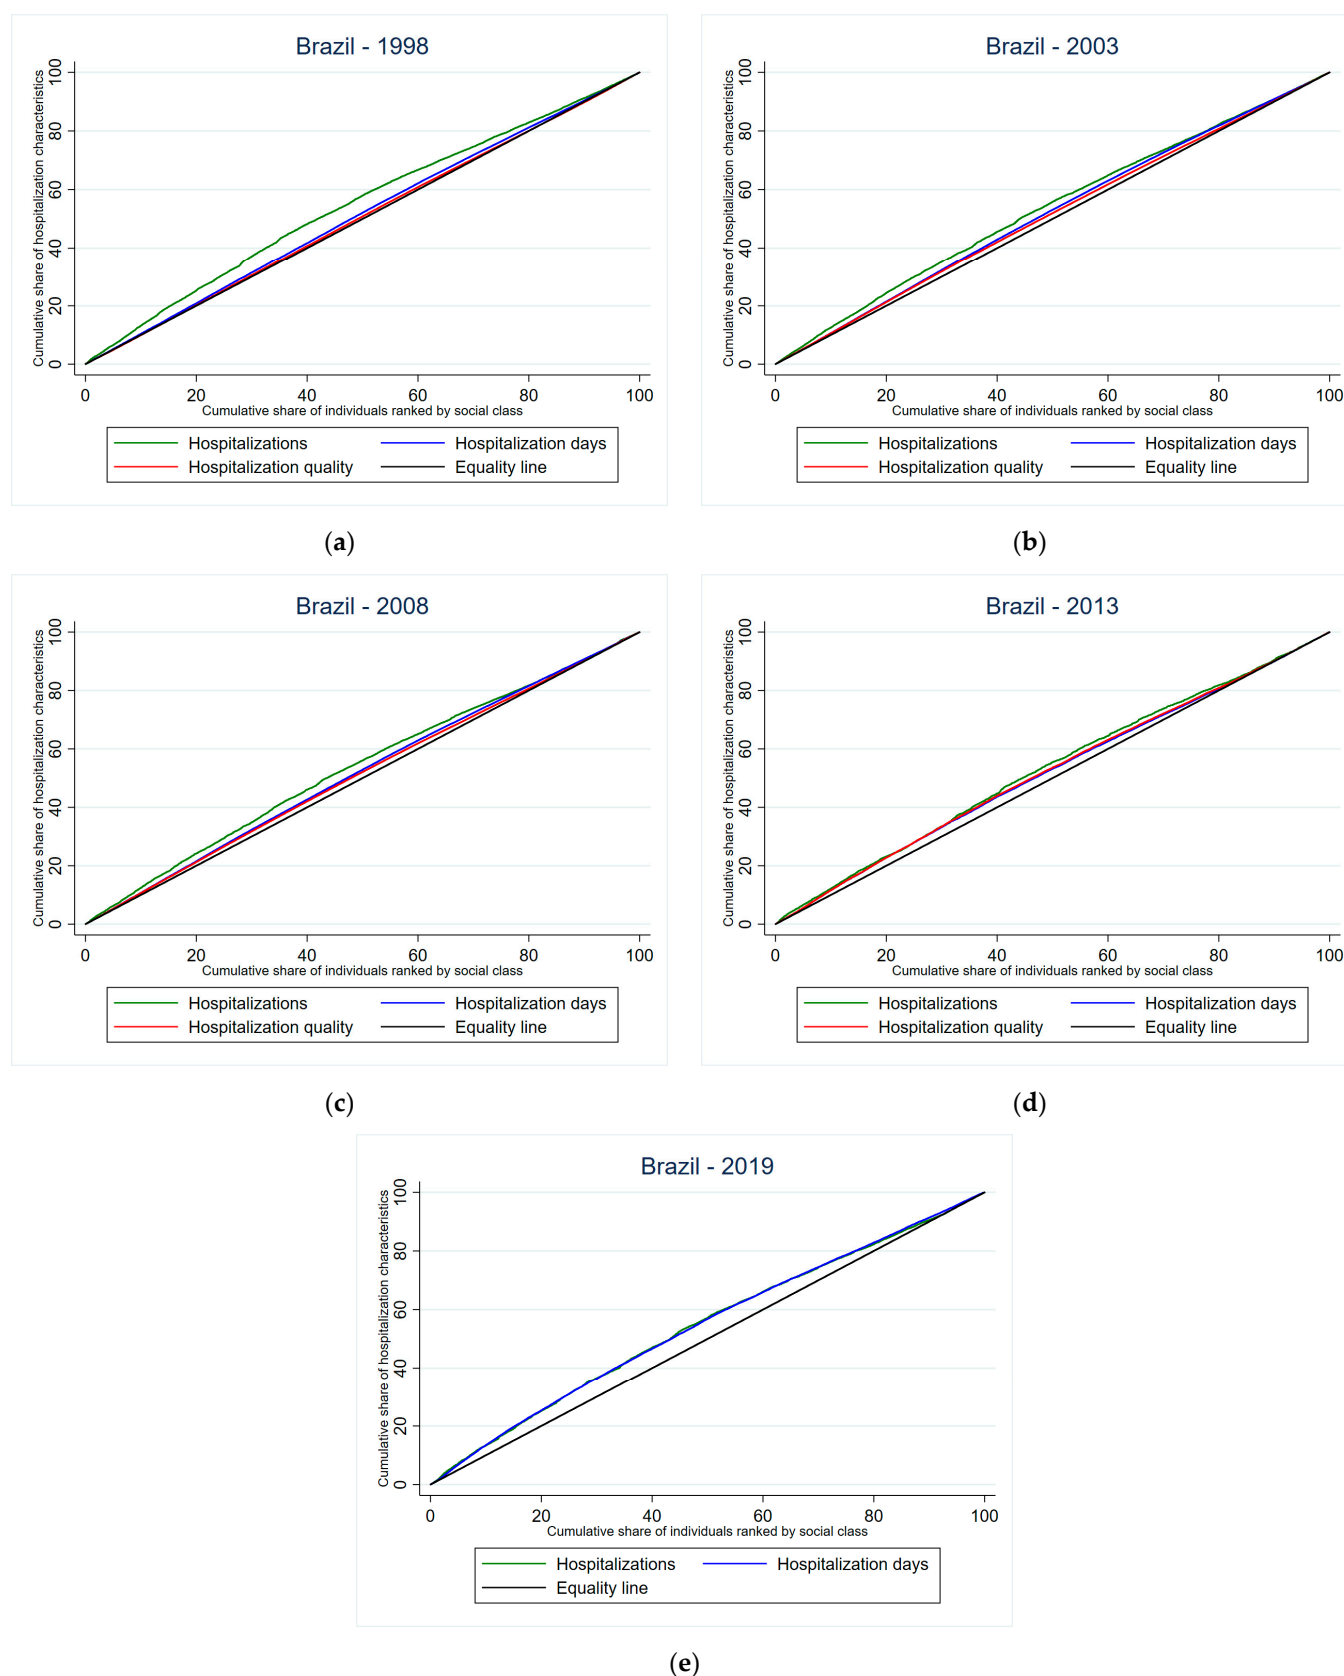 Brazil - 1998
Cumulative share of hospitalization characteristics
100
80
60
40
20
0
0 20 40 60 80 100
Cumulative share of individuals ranked by social class
Hospitalizations Hospitalization days
Hospitalization quality Equality line
(a)
Brazil - 2003
Cumulative share of hospitalization characteristics
100
80
60
40
20
0
0 20 40 60 80 100
Cumulative share of individuals ranked by social class
Hospitalizations Hospitalization days
Hospitalization quality Equality line
(b)
Brazil - 2008
Cumulative share of hospitalization characteristics
100
80
60
40
20
0
0 20 40 60 80 100
Cumulative share of individuals ranked by social class
Hospitalizations Hospitalization days
Hospitalization quality Equality line
(c)
Brazil - 2013
Cumulative share of hospitalization characteristics
100
80
60
40
20
0
0 20 40 60 80 100
Cumulative share of individuals ranked by social class
Hospitalizations Hospitalization days
Hospitalization quality Equality line
(d)
Brazil - 2019
Cumulative share of hospitalization characteristics
100
80
60
40
20
0
0 20 40 60 80 100
Cumulative share of individuals ranked by social class
Hospitalizations Hospitalization days
Equality line
(e)